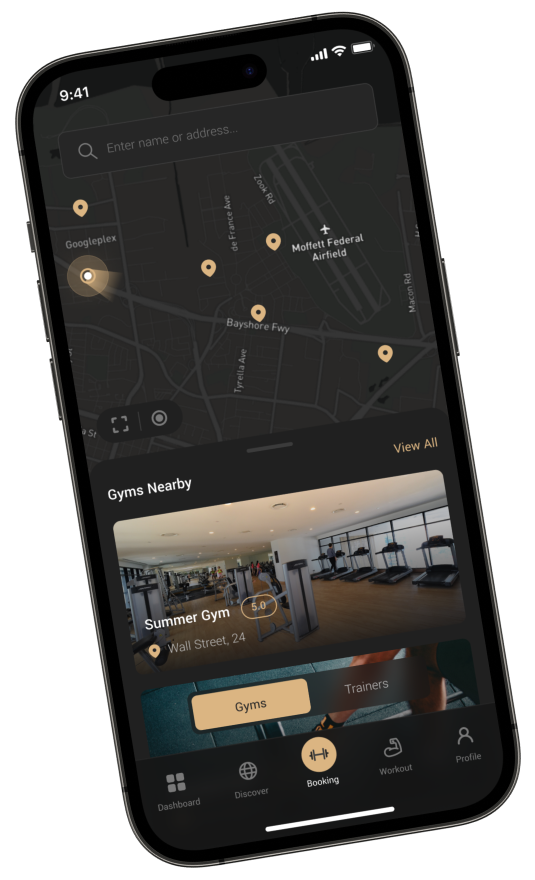 9:41
Enter name or address...
Zook Rd
de France Ave
Googleplex
Moffett Federal
Airfield
Macon Rd
Bayshore Fwy
Tyrella Ave
a St
View All
Gyms Nearby
Summer Gym 5.0
Wall Street, 24
Gyms Trainers
Dashboard Discover Booking Workout Profile